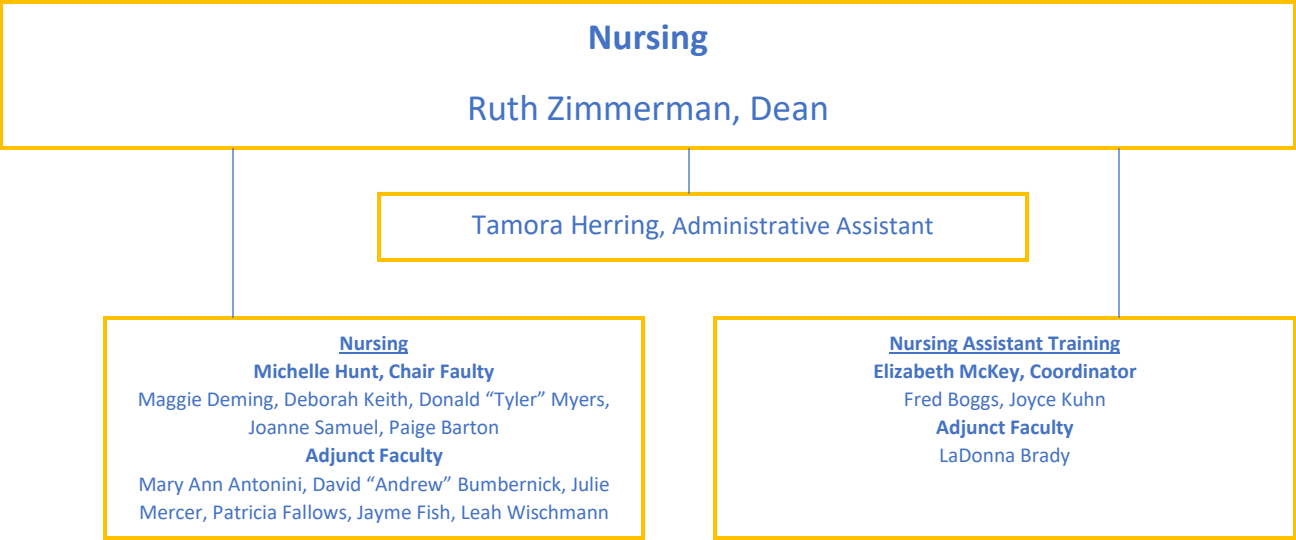 Nursing
Ruth Zimmerman, Dean
Tamora Herring, Administrative Assistant
Nursing
Michelle Hunt, Chair Faulty
Maggie Deming, Deborah Keith, Donald “Tyler” Myers,
Joanne Samuel, Paige Barton
Adjunct Faculty
Mary Ann Antonini, David “Andrew” Bumbernick, Julie
Mercer, Patricia Fallows, Jayme Fish, Leah Wischmann
Nursing Assistant Training
Elizabeth McKey, Coordinator
Fred Boggs, Joyce Kuhn
Adjunct Faculty
LaDonna Brady